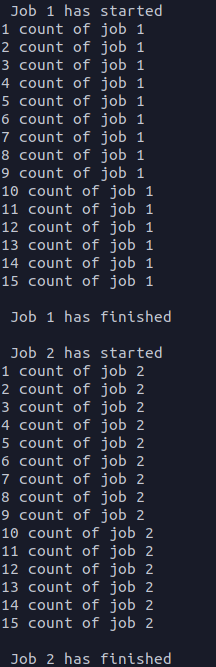 Job 1 has started
1 count of job 1
2 count of job 1
3 count of job 1
4 count of job 1
5 count of job 1
6 count of job 1
7 count of job 1
8 count of job 1
9 count of job 1
10 count of job 1
11 count of job 1
12 count of job 1
13 count of job 1
14 count of job 1
15 count of job 1
Job 1 has finished
Job 2 has started
1 count of job 2
2 count of job 2
3 count of job 2
4 count of job 2
5 count of job 2
6 count of job 2
7 count of job 2
8 count of job 2
9 count of job 2
10 count of job 2
11 count of job 2
12 count of job 2
13 count of job 2
14 count of job 2
15 count of job 2
Job 2 has finished